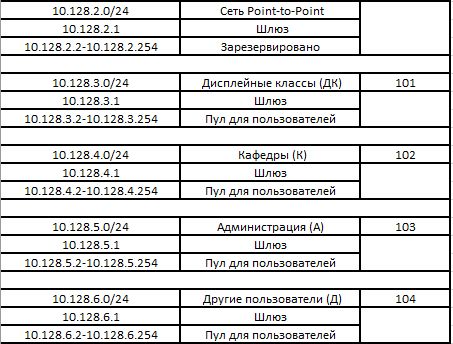 10.128.2.0/24 Сеть Point-to-Point
10.128.2.1 Шлюз
10.128.2.2-10.128.2.254 Зарезервировано
10.128.3.0/24 Дисплейные классы (ДК) 101
10.128.3.1 Шлюз
10.128.3.2-10.128.3.254 Пул для пользователей
10.128.4.0/24 Кафедры (К) 102
10.128.4.1 Шлюз
10.128.4.2-10.128.4.254 Пул для пользователей
10.128.5.0/24 Администрация (А) 103
10.128.5.1 Шлюз
10.128.5.2-10.128.5.254 Пул для пользователей
10.128.6.0/24 Другие пользователи (Д) 104
10.128.6.1 Шлюз
10.128.6.2-10.128.6.254 Пул для пользователей